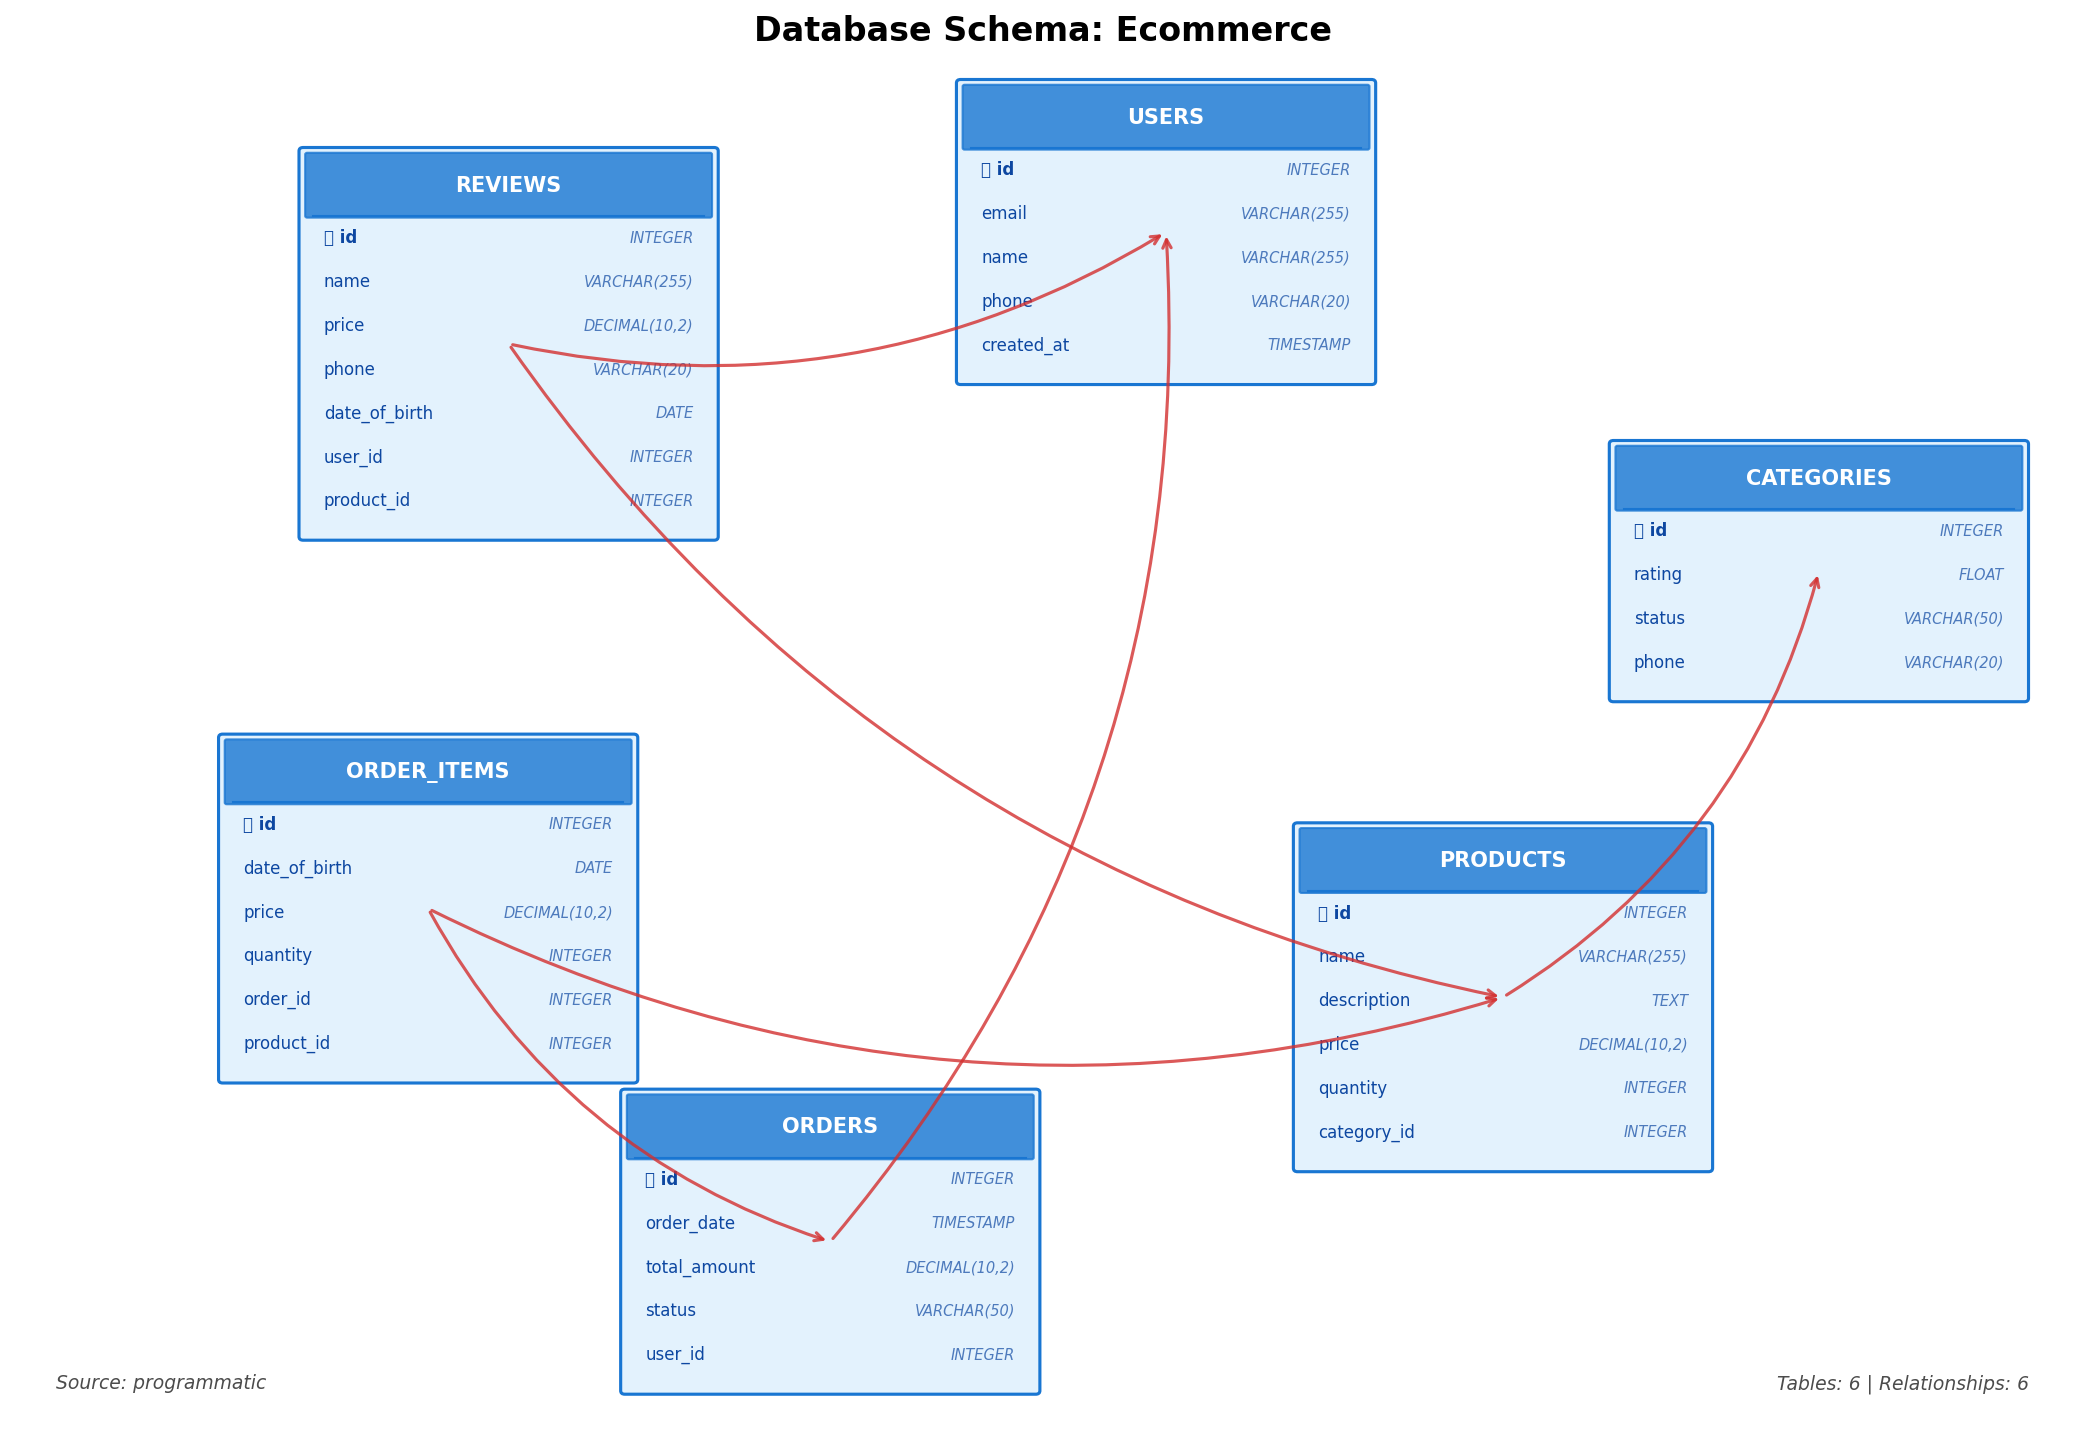 Database Schema: Ecommerce
USERS
id INTEGER
email VARCHAR(255)
name VARCHAR(255)
phone VARCHAR(20)
created_at TIMESTAMP
REVIEWS
id INTEGER
name VARCHAR(255)
price DECIMAL(10,2)
phone VARCHAR(20)
date_of_birth DATE
user_id INTEGER
product_id INTEGER
CATEGORIES
id INTEGER
rating FLOAT
status VARCHAR(50)
phone VARCHAR(20)
ORDER_ITEMS
id INTEGER
date_of_birth DATE
price DECIMAL(10,2)
quantity INTEGER
order_id INTEGER
product_id INTEGER
PRODUCTS
id INTEGER
name VARCHAR(255)
description TEXT
price DECIMAL(10,2)
quantity INTEGER
category_id INTEGER
ORDERS
id INTEGER
order_date TIMESTAMP
total_amount DECIMAL(10,2)
status VARCHAR(50)
user_id INTEGER
Source: programmatic
Tables: 6 | Relationships: 6